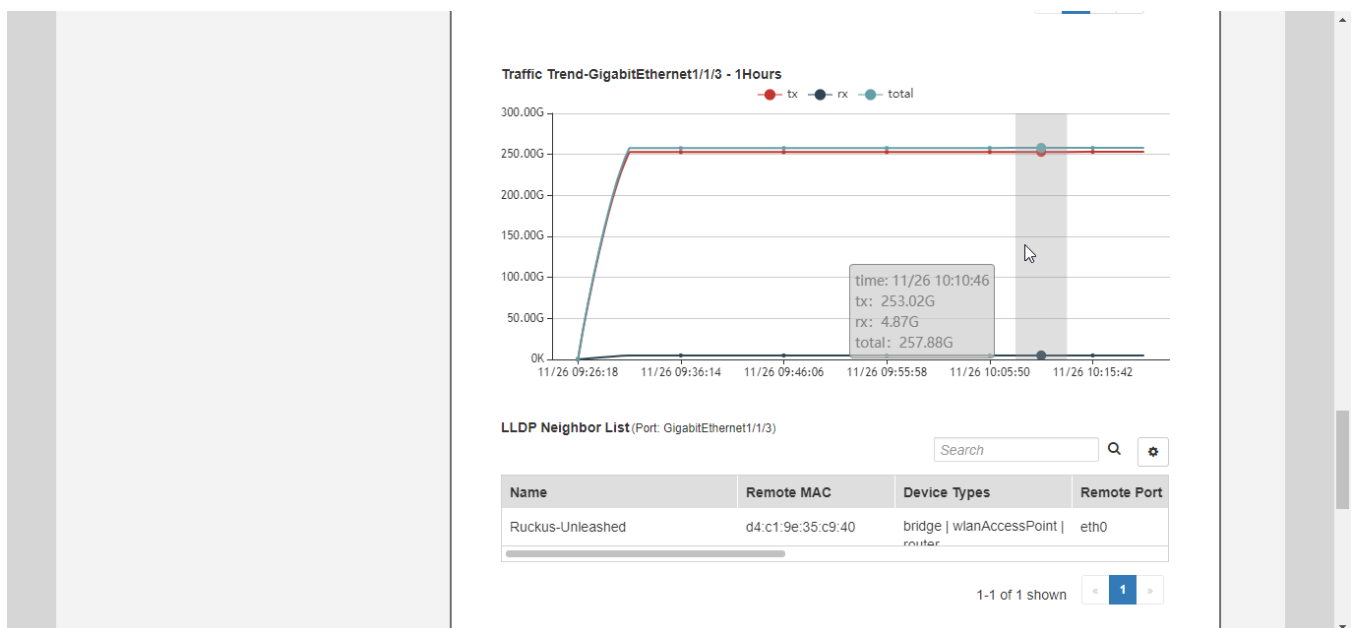 Traffic Trend-GigabitEthernet1/1/3 - 1Hours
tx rx total
300.00G
250.00G
200.00G
150.00G
100.00G
50.00G
0K
time: 11/26 10:10:46
tx: 253.02G
rx: 4.87G
total: 257.88G
11/26 09:26:18 11/26 09:36:14 11/26 09:46:06 11/26 09:55:58 11/26 10:05:50 11/26 10:15:42
LLDP Neighbor List (Port: GigabitEthernet1/1/3)
Search
Name Remote MAC Device Types Remote Port
Ruckus-Unleashed d4:c1:9e:35:c9:40 bridge | wlanAccessPoint | eth0
router
1-1 of 1 shown « 1 »